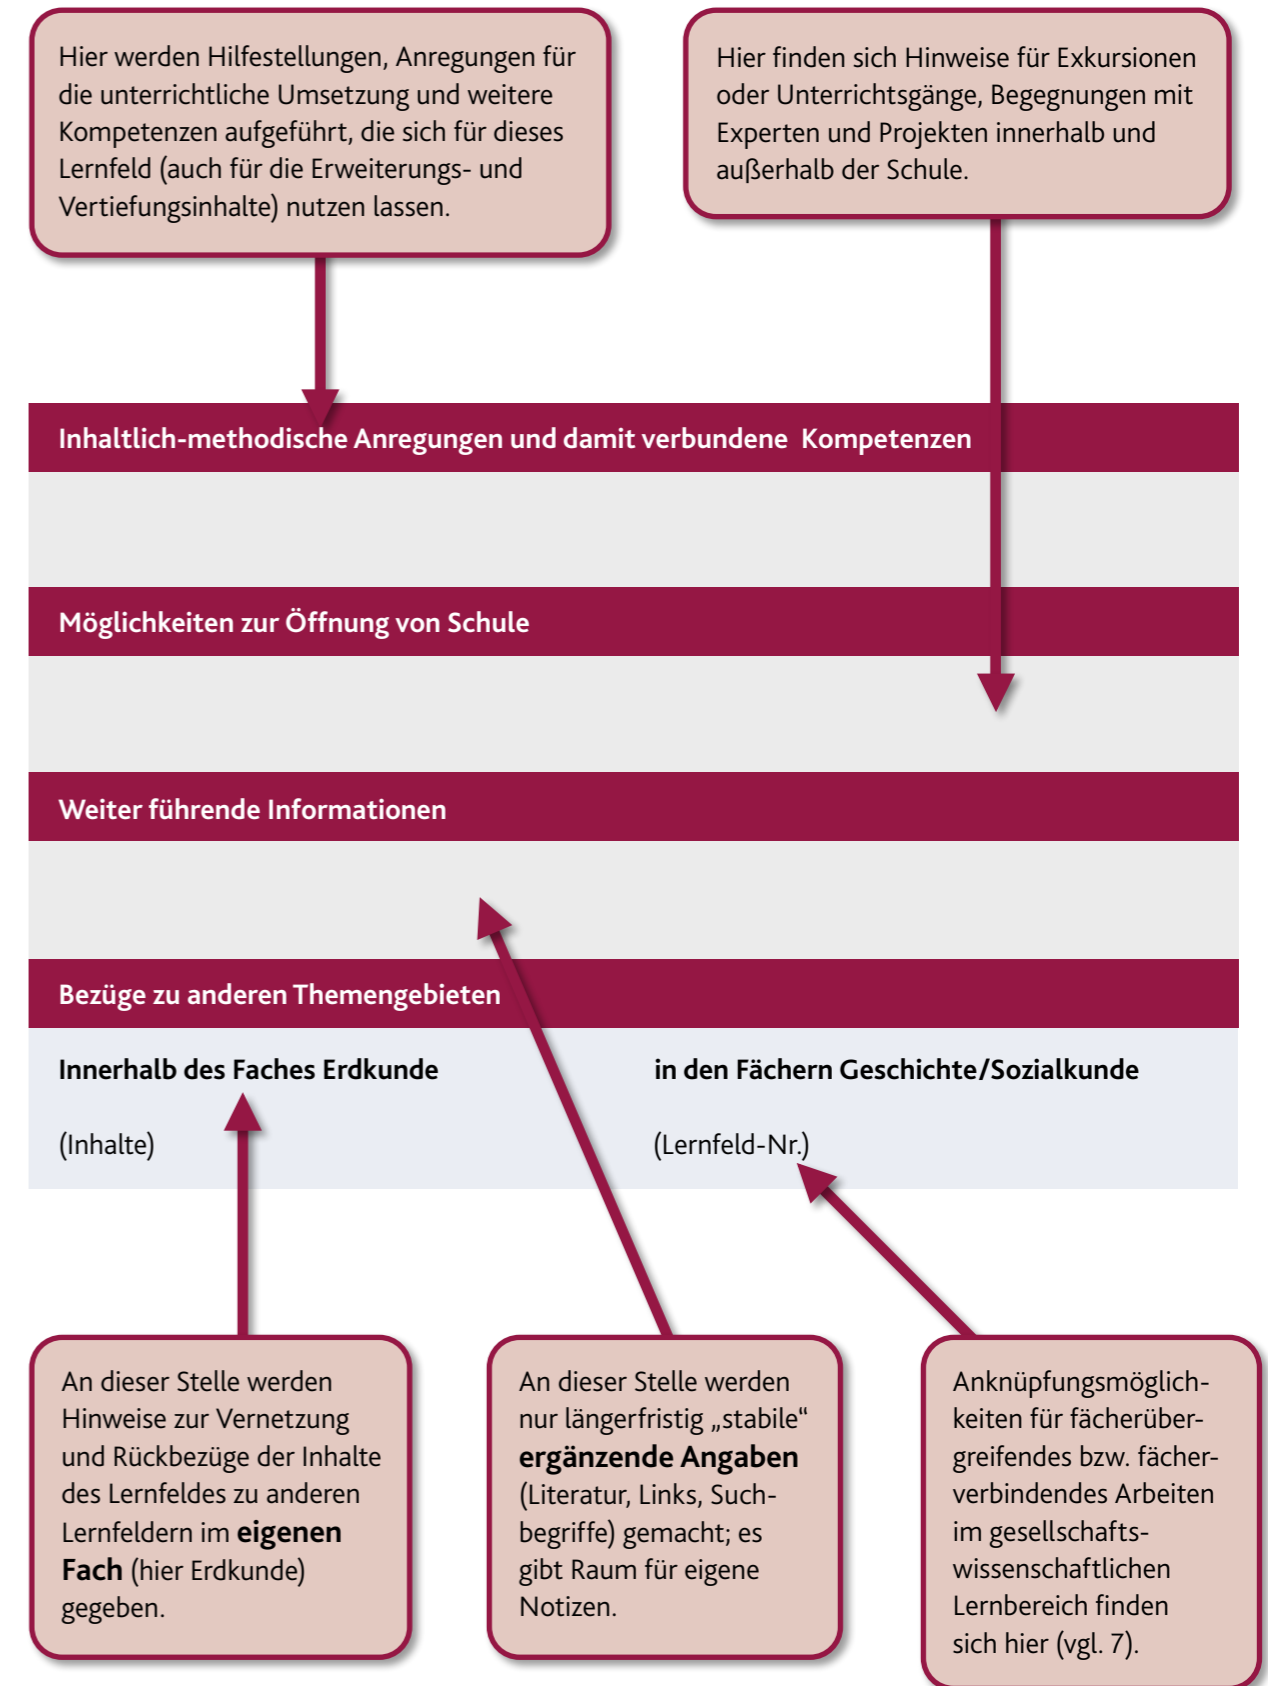 Hier werden Hilfestellungen, Anregungen für
die unterrichtliche Umsetzung und weitere
Kompetenzen aufgeführt, die sich für dieses
Lernfeld (auch für die Erweiterungs- und
Vertiefungsinhalte) nutzen lassen.
Hier finden sich Hinweise für Exkursionen
oder Unterrichtsgänge, Begegnungen mit
Experten und Projekten innerhalb und
außerhalb der Schule.
Inhaltlich-methodische Anregungen und damit verbundene Kompetenzen
Möglichkeiten zur Öffnung von Schule
Weiter führende Informationen
Bezüge zu anderen Themengebieten
Innerhalb des Faches Erdkunde
(Inhalte)
in den Fächern Geschichte/Sozialkunde
(Lernfeld-Nr.)
An dieser Stelle werden
Hinweise zur Vernetzung
und Rückbezüge der Inhalte
des Lernfeldes zu anderen
Lernfeldern im eigenen
Fach (hier Erdkunde)
gegeben.
An dieser Stelle werden
nur längerfristig „stabile“
ergänzende Angaben
(Literatur, Links, Such-
begriffe) gemacht; es
gibt Raum für eigene
Notizen.
Anknüpfungsmöglich-
keiten für fächerüber-
greifendes bzw. fächer-
verbindendes Arbeiten
im gesellschafts-
wissenschaftlichen
Lernbereich finden
sich hier (vgl. 7).